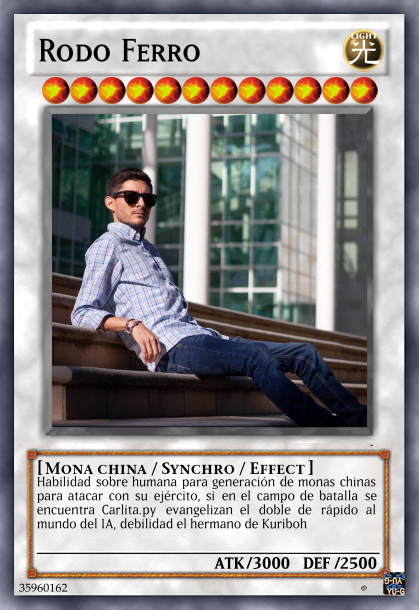 RODO FERRO
LIGHT
光
[MONA CHINA / SYNCHRO / EFFECT]
Habilidad sobre humana para generación de monas chinas
para atacar con su ejército, si en el campo de batalla se
encuentra Carlita.py evangelizan el doble de rápido al
mundo del IA, debilidad el hermano de Kuriboh
ATK/3000 DEF/2500
35960162